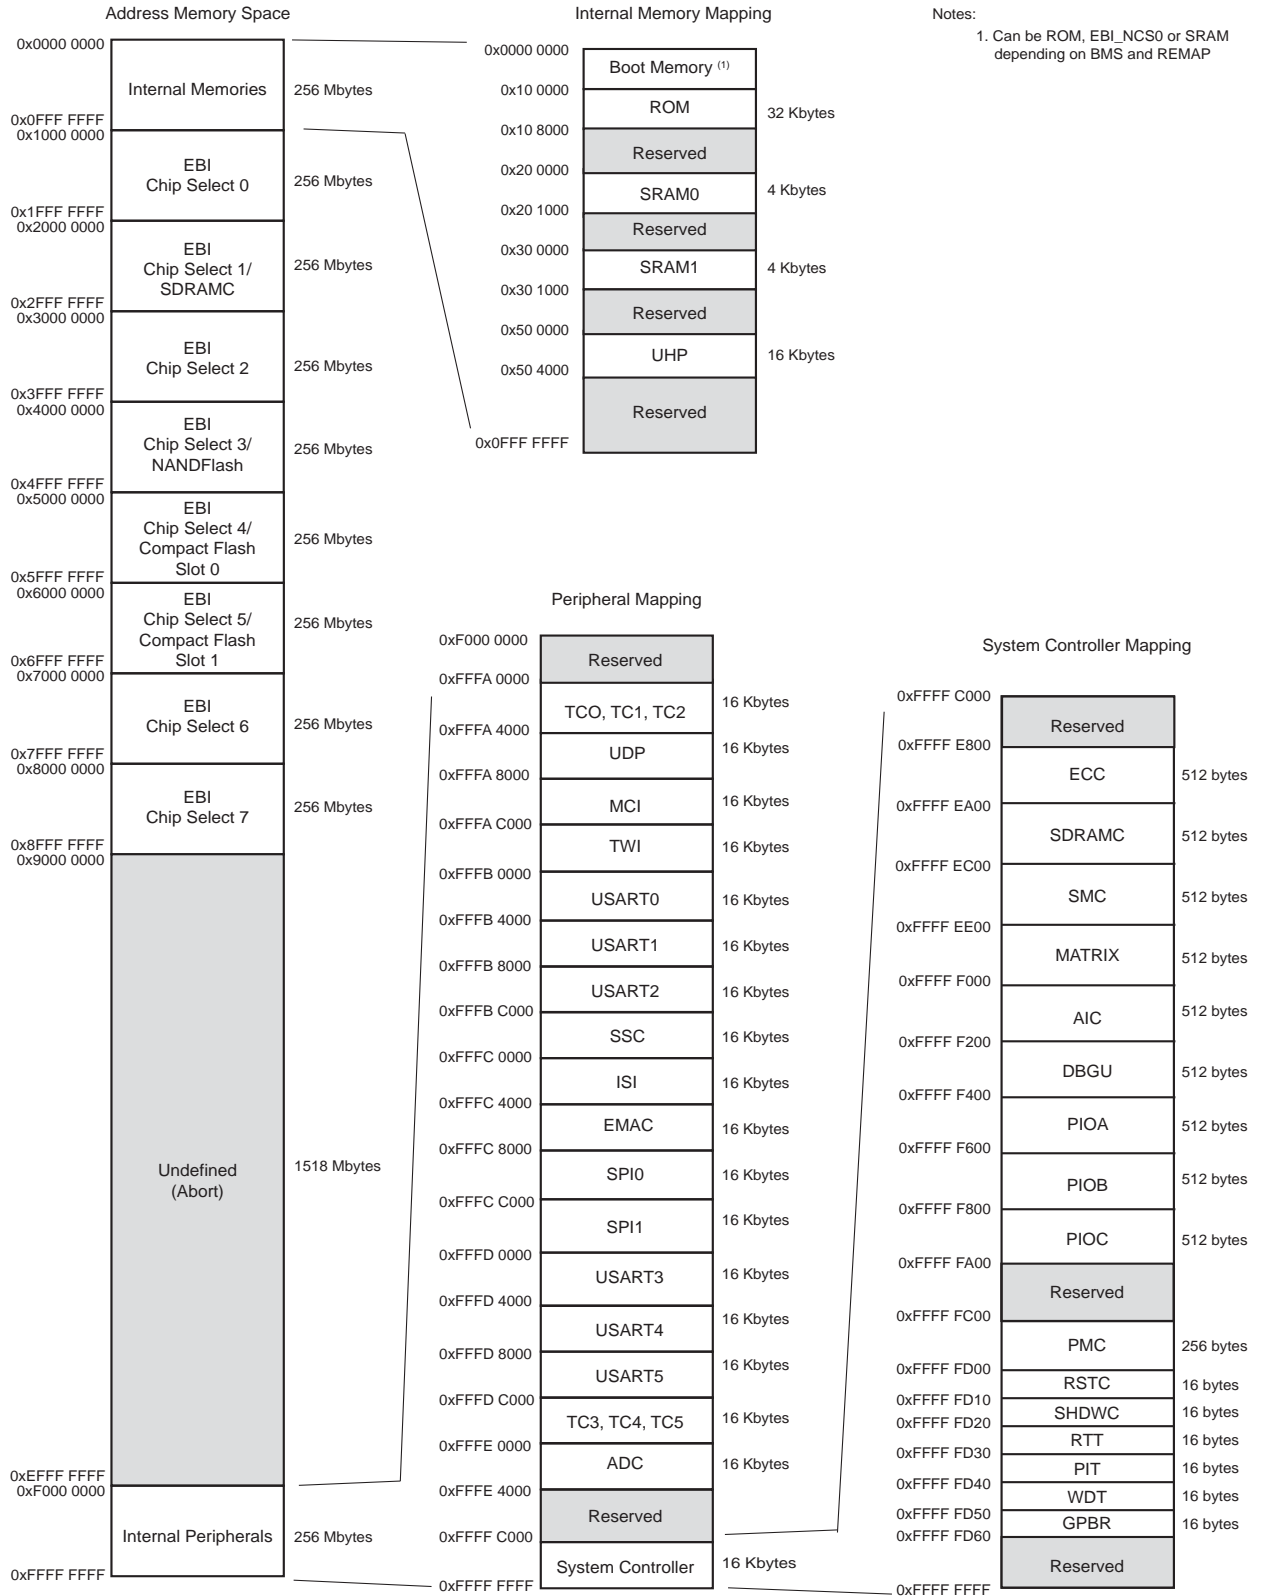 Address Memory Space
0x0000 0000
Internal Memories
256 Mbytes
0x0FFF FFFF
0x1000 0000
EBI
Chip Select 0
256 Mbytes
0x1FFF FFFF
0x2000 0000
EBI
Chip Select 1/
SDRAMC
256 Mbytes
0x2FFF FFFF
0x3000 0000
EBI
Chip Select 2
256 Mbytes
0x3FFF FFFF
0x4000 0000
EBI
Chip Select 3/
NANDFlash
256 Mbytes
0x4FFF FFFF
0x5000 0000
EBI
Chip Select 4/
Compact Flash
Slot 0
256 Mbytes
0x5FFF FFFF
0x6000 0000
EBI
Chip Select 5/
Compact Flash
Slot 1
256 Mbytes
0x6FFF FFFF
0x7000 0000
EBI
Chip Select 6
256 Mbytes
0x7FFF FFFF
0x8000 0000
EBI
Chip Select 7
256 Mbytes
0x8FFF FFFF
0x9000 0000
Undefined
(Abort)
1518 Mbytes
0xEFFF FFFF
0xF000 0000
Internal Peripherals
256 Mbytes
0xFFFF FFFF
Internal Memory Mapping
0x0000 0000
Boot Memory (1)
0x10 0000
ROM
32 Kbytes
0x10 8000
Reserved
0x20 0000
SRAM0
4 Kbytes
0x20 1000
Reserved
0x30 0000
SRAM1
4 Kbytes
0x30 1000
Reserved
0x50 0000
UHP
16 Kbytes
0x50 4000
Reserved
0x0FFF FFFF
Notes:
1. Can be ROM, EBI_NCS0 or SRAM
depending on BMS and REMAP
Peripheral Mapping
0xF000 0000
Reserved
0xFFFA 0000
TCO, TC1, TC2
16 Kbytes
0xFFFA 4000
UDP
16 Kbytes
0xFFFA 8000
MCI
16 Kbytes
0xFFFA C000
TWI
16 Kbytes
0xFFFB 0000
USART0
16 Kbytes
0xFFFB 4000
USART1
16 Kbytes
0xFFFB 8000
USART2
16 Kbytes
0xFFFB C000
SSC
16 Kbytes
0xFFFC 0000
ISI
16 Kbytes
0xFFFC 4000
EMAC
16 Kbytes
0xFFFC 8000
SPI0
16 Kbytes
0xFFFC C000
SPI1
16 Kbytes
0xFFFD 0000
USART3
16 Kbytes
0xFFFD 4000
USART4
16 Kbytes
0xFFFD 8000
USART5
16 Kbytes
0xFFFD C000
TC3, TC4, TC5
16 Kbytes
0xFFFE 0000
ADC
16 Kbytes
0xFFFE 4000
Reserved
0xFFFF C000
System Controller
16 Kbytes
0xFFFF FFFF
System Controller Mapping
0xFFFF C000
Reserved
0xFFFF E800
ECC
512 bytes
0xFFFF EA00
SDRAMC
512 bytes
0xFFFF EC00
SMC
512 bytes
0xFFFF EE00
MATRIX
512 bytes
0xFFFF F000
AIC
512 bytes
0xFFFF F200
DBGU
512 bytes
0xFFFF F400
PIOA
512 bytes
0xFFFF F600
PIOB
512 bytes
0xFFFF F800
PIOC
512 bytes
0xFFFF FA00
Reserved
0xFFFF FC00
PMC
256 bytes
0xFFFF FD00
RSTC
16 bytes
0xFFFF FD10
SHDWC
16 bytes
0xFFFF FD20
RTT
16 bytes
0xFFFF FD30
PIT
16 bytes
0xFFFF FD40
WDT
16 bytes
0xFFFF FD50
GPBR
16 bytes
0xFFFF FD60
Reserved
0xFFFF FFFF